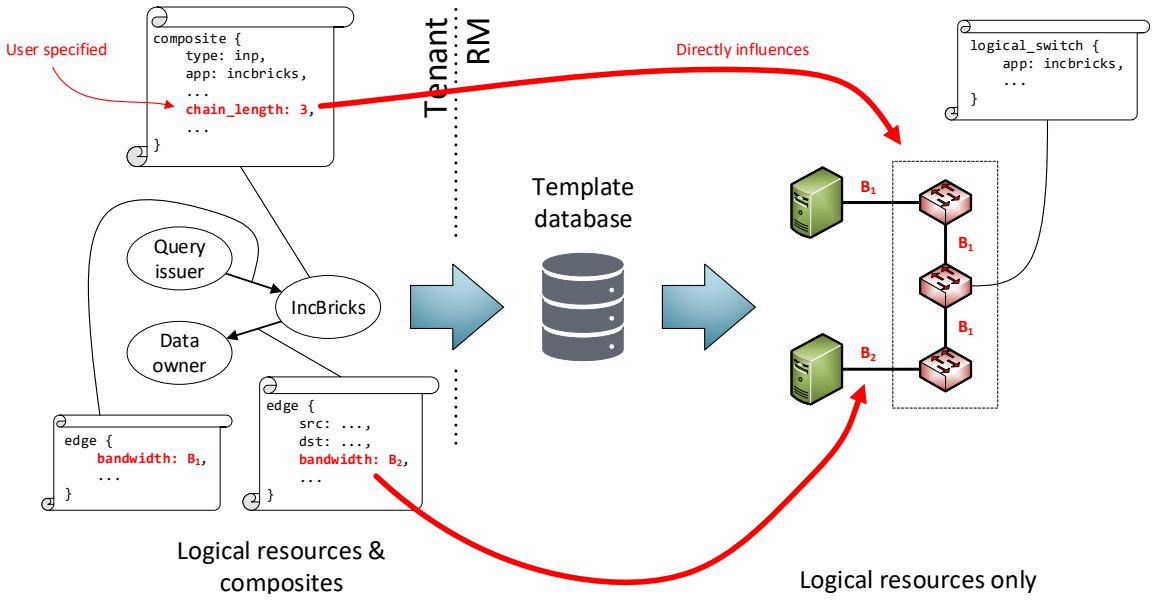 User specified
composite {
type: inp,
app: incbricks,
...
chain_length: 3,
...
}
Tenant
RM
Directly influences
logical_switch {
app: incbricks,
...
}
Template
database
Query
issuer
IncBricks
Data
owner
B₁
B₁
B₁
B₂
edge {
bandwidth: B₁,
...
}
edge {
src: ...,
dst: ...,
bandwidth: B₂,
...
}
Logical resources &
composites
Logical resources only